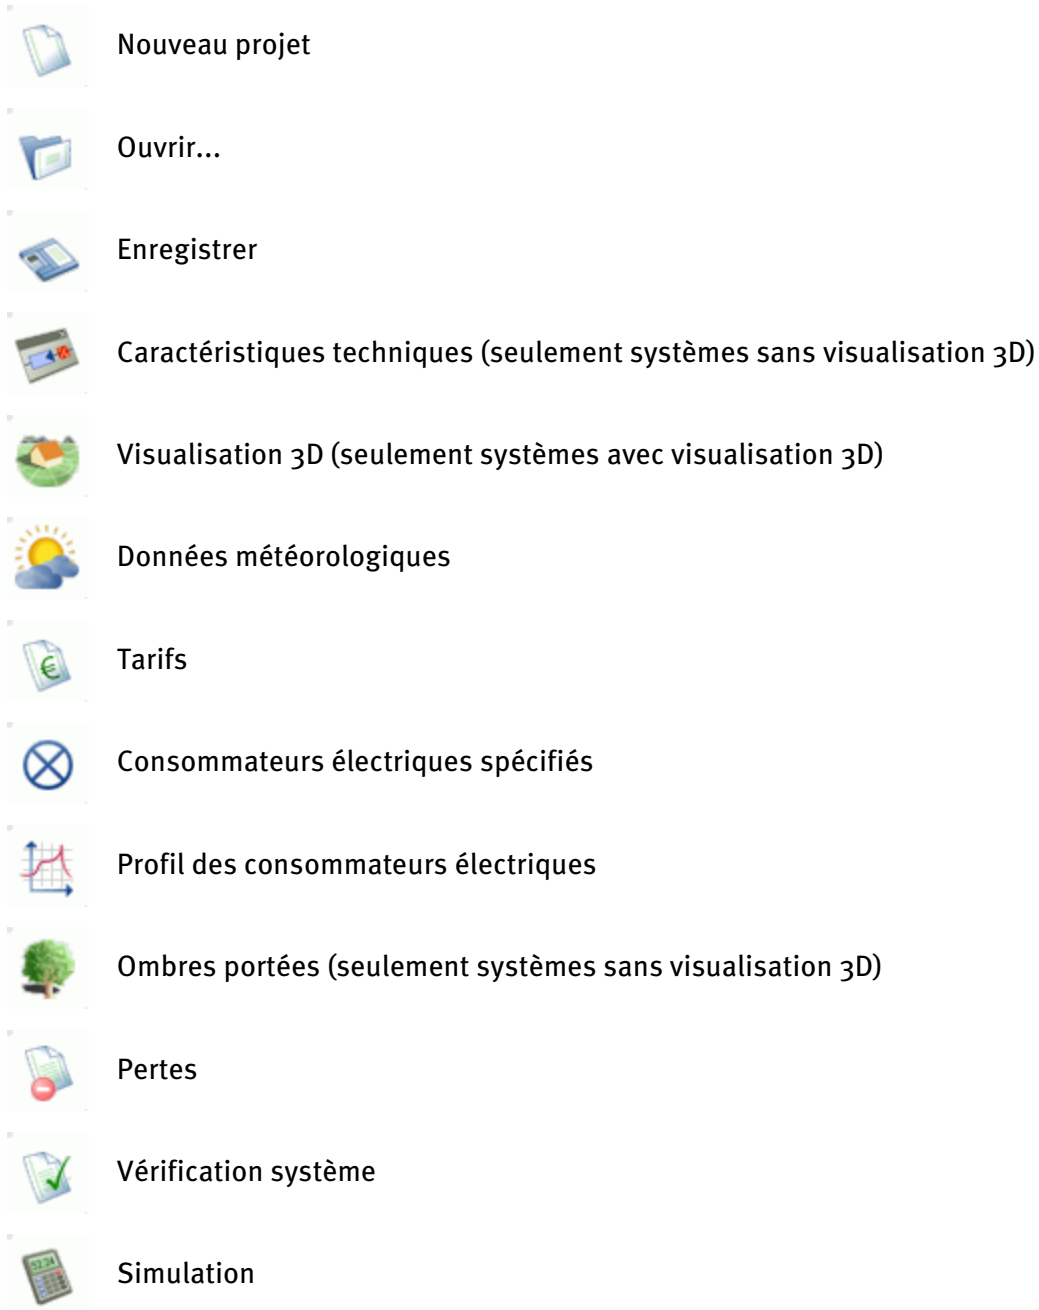 Nouveau projet
Ouvrir...
Enregistrer
Caractéristiques techniques (seulement systèmes sans visualisation 3D)
Visualisation 3D (seulement systèmes avec visualisation 3D)
Données météorologiques
Tarifs
Consommateurs électriques spécifiés
Profil des consommateurs électriques
Ombres portées (seulement systèmes sans visualisation 3D)
Pertes
Vérification système
Simulation